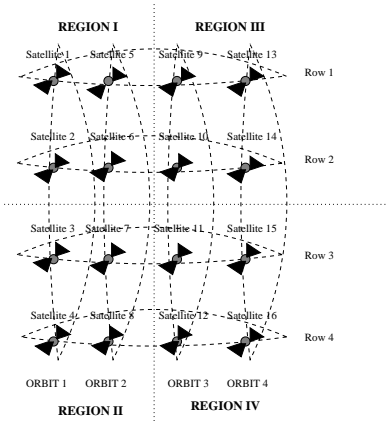 REGION I REGION III
Satellite 1 Satellite 5 Satellite 9 Satellite 13
Row 1
Satellite 2 Satellite 6 Satellite 10 Satellite 14
Row 2
Satellite 3 Satellite 7 Satellite 11 Satellite 15
Row 3
Satellite 4 Satellite 8 Satellite 12 Satellite 16
Row 4
ORBIT 1 ORBIT 2 ORBIT 3 ORBIT 4
REGION II REGION IV